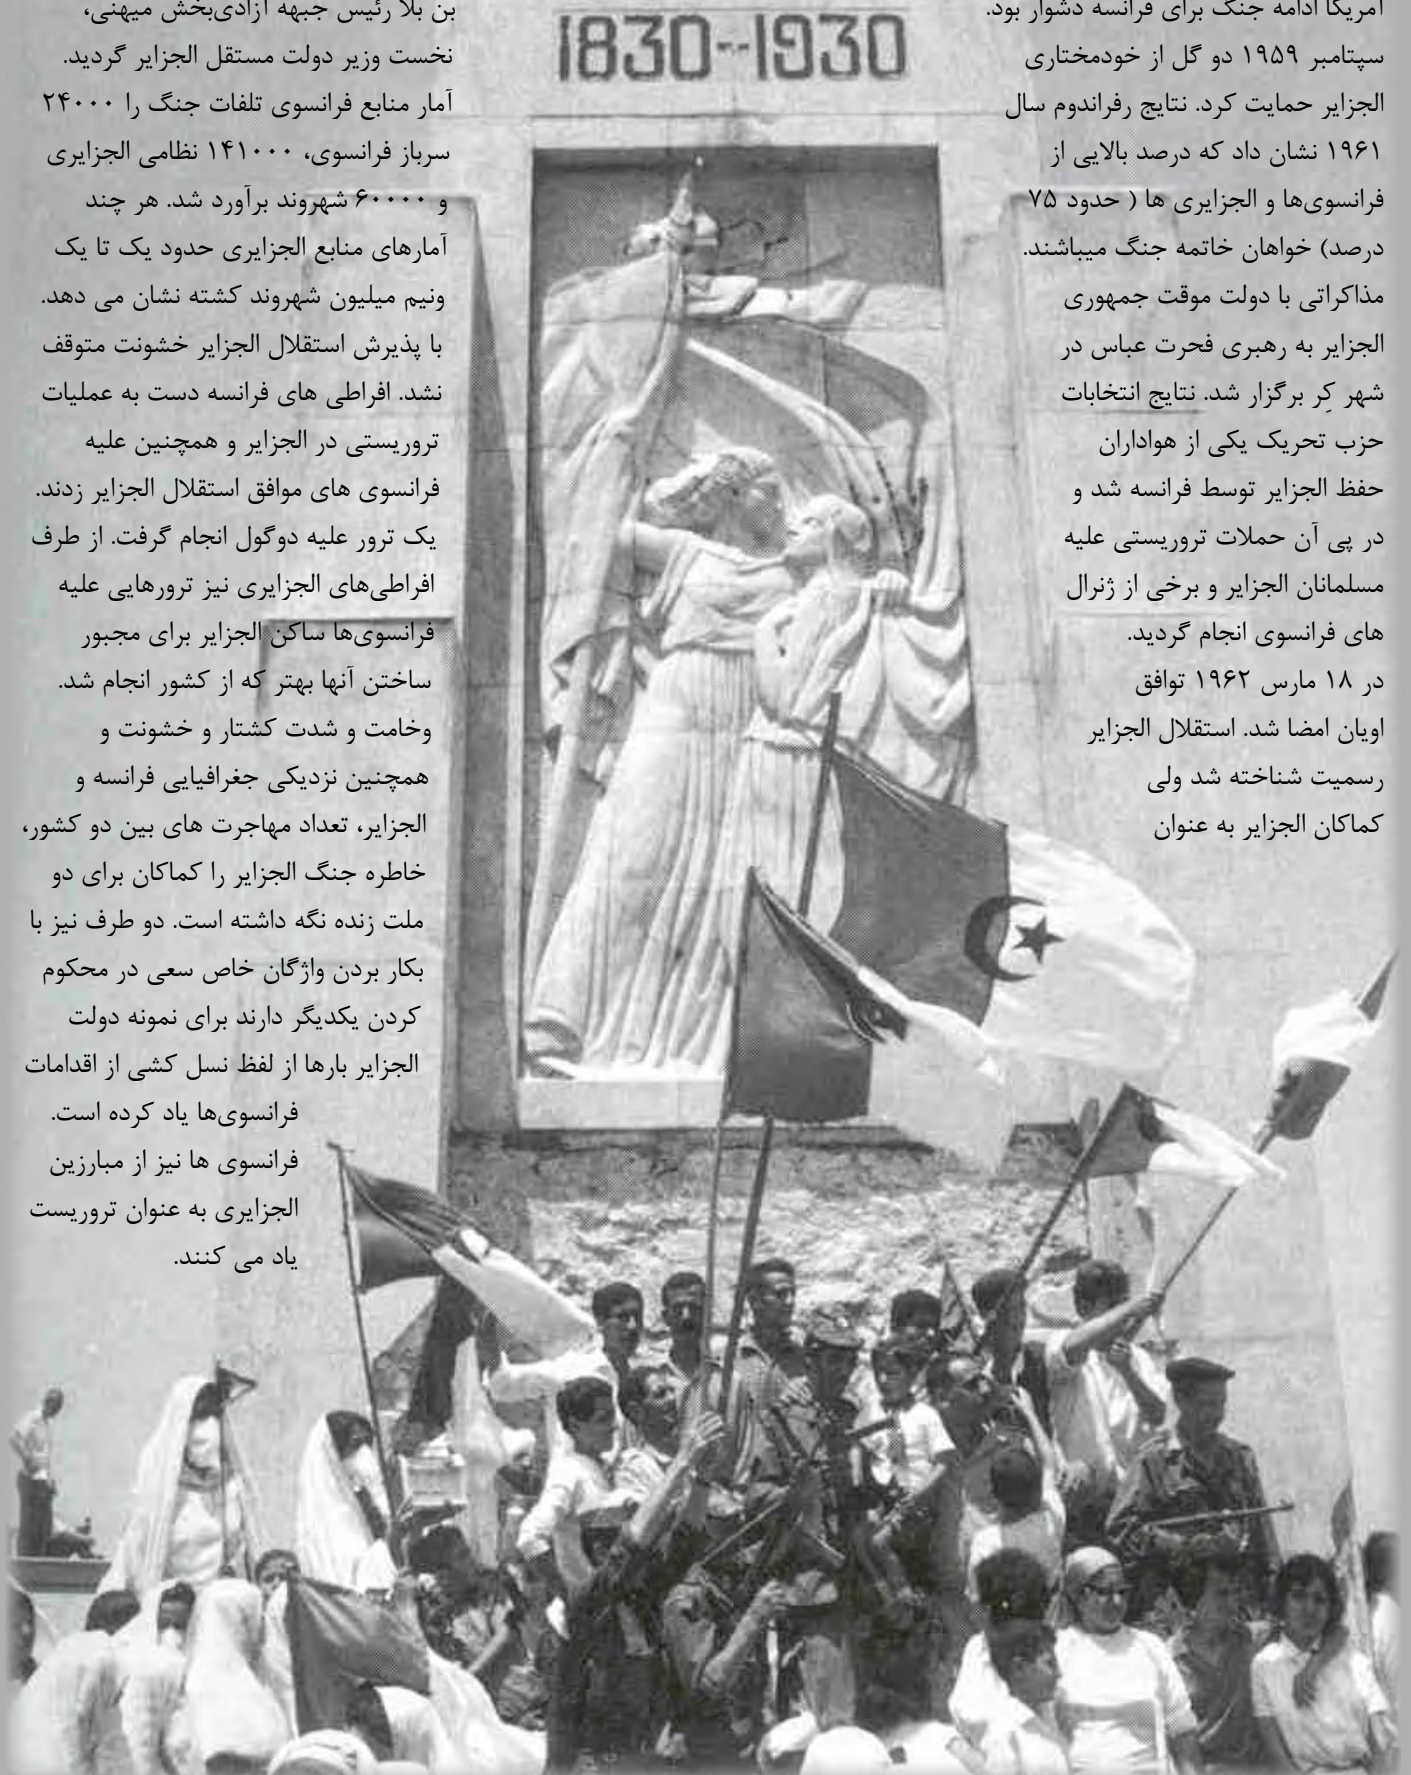 آمریکا ادامه جنگ برای فرانسه دشوار بود.
سپتامبر ۱۹۵۹ دو گل از خودمختاری
الجزایر حمایت کرد. نتایج رفراندوم سال
۱۹۶۱ نشان داد که درصد بالایی از
فرانسوی‌ها و الجزایری ها ( حدود ۷۵
درصد) خواهان خاتمه جنگ میباشند.
مذاکراتی با دولت موقت جمهوری
الجزایر به رهبری فحرت عباس در
شهر کِر برگزار شد. نتایج انتخابات
حزب تحریک یکی از هواداران
حفظ الجزایر توسط فرانسه شد و
در پی آن حملات تروریستی علیه
مسلمانان الجزایر و برخی از ژنرال
های فرانسوی انجام گردید.
در ۱۸ مارس ۱۹۶۲ توافق
اویان امضا شد. استقلال الجزایر
رسمیت شناخته شد ولی
کماکان الجزایر به عنوان
1830--1930
بن بلا رئیس جبهه آزادی‌بخش میهنی،
نخست وزیر دولت مستقل الجزایر گردید.
آمار منابع فرانسوی تلفات جنگ را ۲۴۰۰۰
سرباز فرانسوی، ۱۴۱۰۰۰ نظامی الجزایری
و ۶۰۰۰۰ شهروند برآورد شد. هر چند
آمارهای منابع الجزایری حدود یک تا یک
ونیم میلیون شهروند کشته نشان می دهد.
با پذیرش استقلال الجزایر خشونت متوقف
نشد. افراطی های فرانسه دست به عملیات
تروریستی در الجزایر و همچنین علیه
فرانسوی های موافق استقلال الجزایر زدند.
یک ترور علیه دوگول انجام گرفت. از طرف
افراطی‌های الجزایری نیز ترورهایی علیه
فرانسوی‌ها ساکن الجزایر برای مجبور
ساختن آنها بهتر که از کشور انجام شد.
وخامت و شدت کشتار و خشونت و
همچنین نزدیکی جغرافیایی فرانسه و
الجزایر، تعداد مهاجرت های بین دو کشور،
خاطره جنگ الجزایر را کماکان برای دو
ملت زنده نگه داشته است. دو طرف نیز با
بکار بردن واژگان خاص سعی در محکوم
کردن یکدیگر دارند برای نمونه دولت
الجزایر بارها از لفظ نسل کشی از اقدامات
فرانسوی‌ها یاد کرده است.
فرانسوی ها نیز از مبارزین
الجزایری به عنوان تروریست
یاد می کنند.